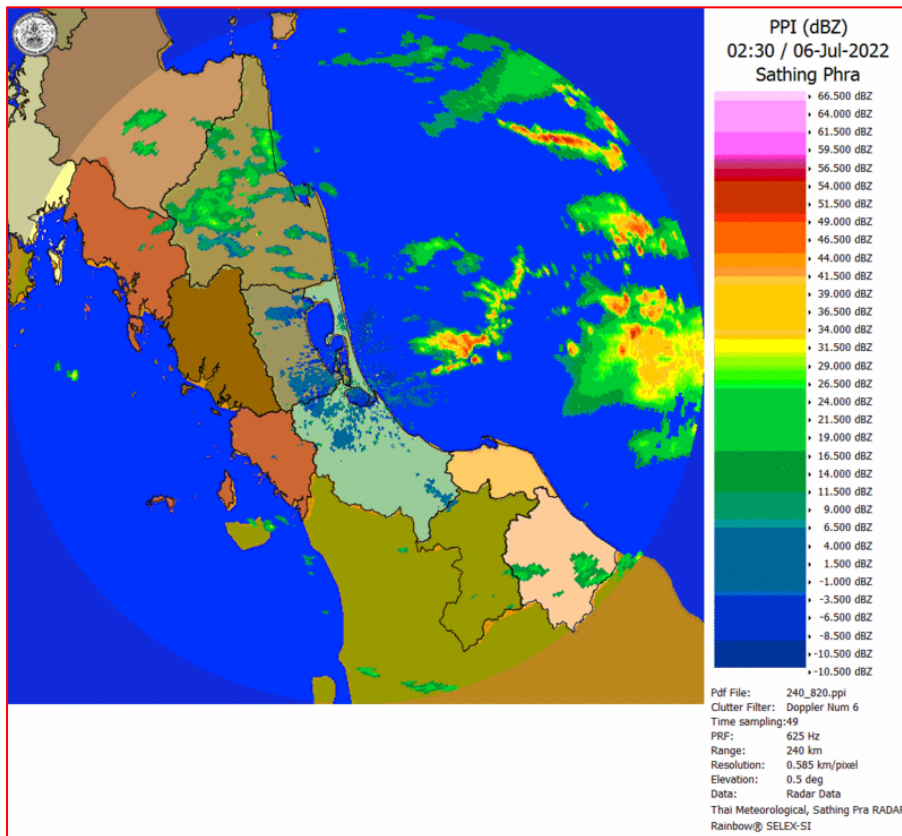 PPI (dBZ)
02:30 / 06-Jul-2022
Sathing Phra
66.500 dBZ
64.000 dBZ
61.500 dBZ
59.500 dBZ
56.500 dBZ
54.000 dBZ
51.500 dBZ
49.000 dBZ
46.500 dBZ
44.000 dBZ
41.500 dBZ
39.000 dBZ
36.500 dBZ
34.000 dBZ
31.500 dBZ
29.000 dBZ
26.500 dBZ
24.000 dBZ
21.500 dBZ
19.000 dBZ
16.500 dBZ
14.000 dBZ
11.500 dBZ
9.000 dBZ
6.500 dBZ
4.000 dBZ
1.500 dBZ
-1.000 dBZ
-3.500 dBZ
-6.500 dBZ
-8.500 dBZ
-10.500 dBZ
-10.500 dBZ
Pdf File: 240_820.ppi
Clutter Filter: Doppler Num 6
Time sampling:49
PRF: 625 Hz
Range: 240 km
Resolution: 0.585 km/pixel
Elevation: 0.5 deg
Data: Radar Data
Thai Meteorological, Sathing Pra RADAR
Rainbow® SELEX-SI